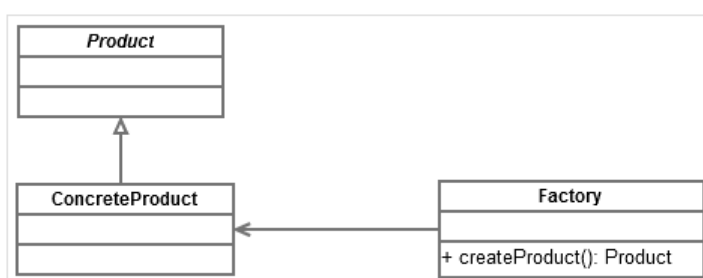 Product
ConcreteProduct
Factory
+ createProduct(): Product